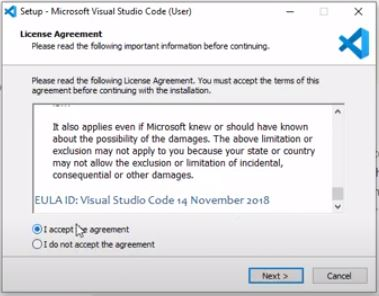 Setup - Microsoft Visual Studio Code (User)
License Agreement
Please read the following important information before continuing.
Please read the following License Agreement. You must accept the terms of this
agreement before continuing with the installation.
It also applies even if Microsoft knew or should have known
about the possibility of the damages. The above limitation or
exclusion may not apply to you because your state or country
may not allow the exclusion or limitation of incidental,
consequential or other damages.
EULA ID: Visual Studio Code 14 November 2018
I accept the agreement
I do not accept the agreement
Next >
Cancel